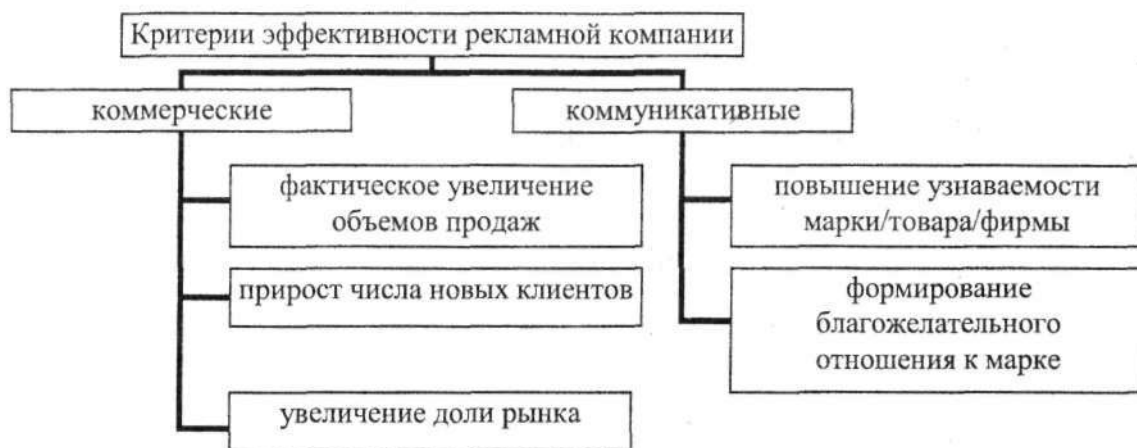 Критерии эффективности рекламной компании
коммерческие
коммуникативные
фактическое увеличение
объемов продаж
прирост числа новых клиентов
увеличение доли рынка
повышение узнаваемости
марки/товара/фирмы
формирование
благожелательного
отношения к марке